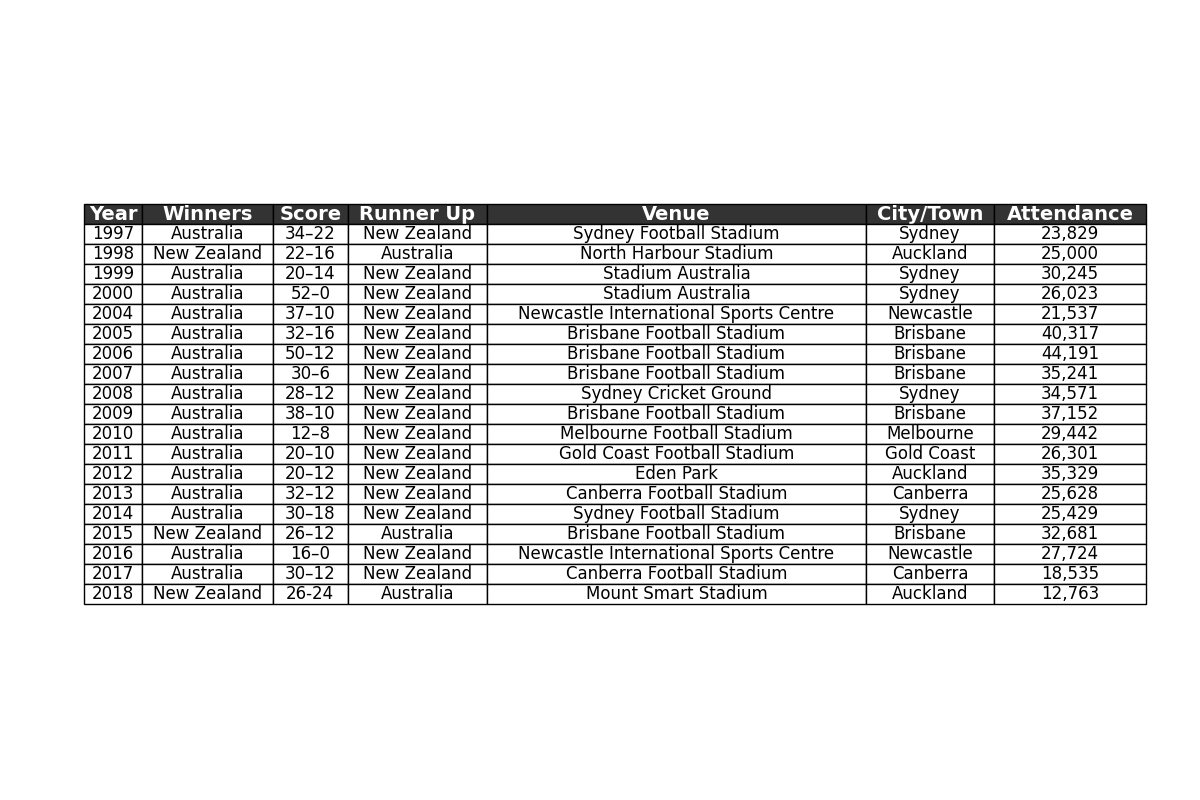 Year Winners Score Runner Up Venue City/Town Attendance
1997 Australia 34–22 New Zealand Sydney Football Stadium Sydney 23,829
1998 New Zealand 22–16 Australia North Harbour Stadium Auckland 25,000
1999 Australia 20–14 New Zealand Stadium Australia Sydney 30,245
2000 Australia 52–0 New Zealand Stadium Australia Sydney 26,023
2004 Australia 37–10 New Zealand Newcastle International Sports Centre Newcastle 21,537
2005 Australia 32–16 New Zealand Brisbane Football Stadium Brisbane 40,317
2006 Australia 50–12 New Zealand Brisbane Football Stadium Brisbane 44,191
2007 Australia 30–6 New Zealand Brisbane Football Stadium Brisbane 35,241
2008 Australia 28–12 New Zealand Sydney Cricket Ground Sydney 34,571
2009 Australia 38–10 New Zealand Brisbane Football Stadium Brisbane 37,152
2010 Australia 12–8 New Zealand Melbourne Football Stadium Melbourne 29,442
2011 Australia 20–10 New Zealand Gold Coast Football Stadium Gold Coast 26,301
2012 Australia 20–12 New Zealand Eden Park Auckland 35,329
2013 Australia 32–12 New Zealand Canberra Football Stadium Canberra 25,628
2014 Australia 30–18 New Zealand Sydney Football Stadium Sydney 25,429
2015 New Zealand 26–12 Australia Brisbane Football Stadium Brisbane 32,681
2016 Australia 16–0 New Zealand Newcastle International Sports Centre Newcastle 27,724
2017 Australia 30–12 New Zealand Canberra Football Stadium Canberra 18,535
2018 New Zealand 26-24 Australia Mount Smart Stadium Auckland 12,763